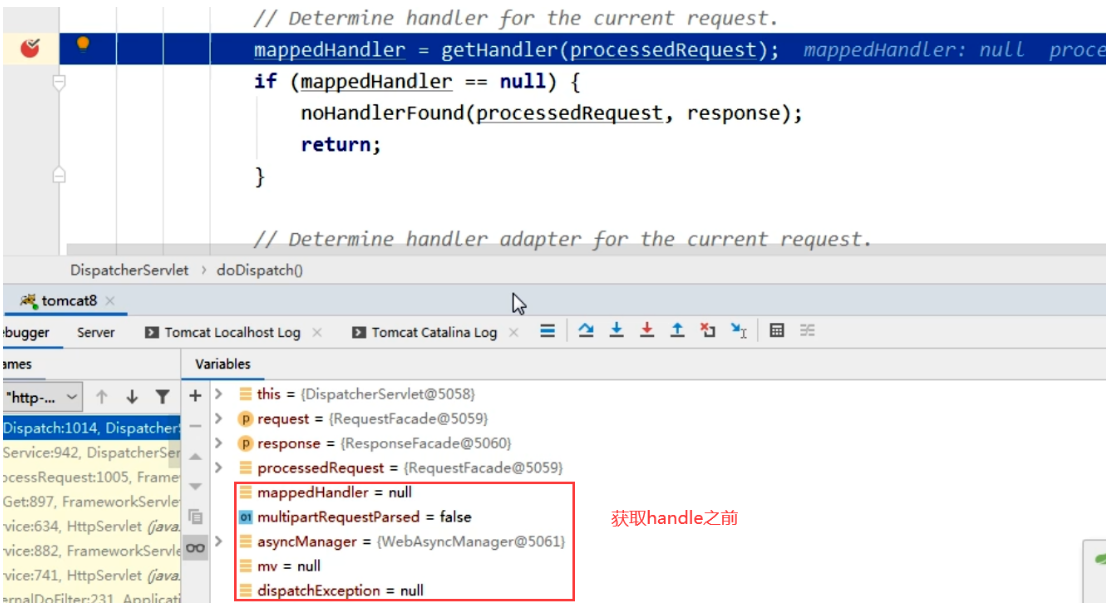 // Determine handler for the current request.
mappedHandler = getHandler(processedRequest);  mappedHandler: null  proce
if (mappedHandler == null) {
noHandlerFound(processedRequest, response);
return;
}
// Determine handler adapter for the current request.
DispatcherServlet › doDispatch()
tomcat8
ebugger Server Tomcat Localhost Log Tomcat Catalina Log
ames Variables
"http-...
this = {DispatcherServlet@5058}
request = {RequestFacade@5059}
Dispatch:1014, DispatcherS
response = {ResponseFacade@5060}
Service:942, DispatcherSer
processedRequest = {RequestFacade@5059}
ocessRequest:1005, Frame
mappedHandler = null
Get:897, FrameworkServle
multipartRequestParsed = false
获取handle之前
rvice:634, HttpServlet (java.
asyncManager = {WebAsyncManager@5061}
rvice:882, FrameworkServle
mv = null
rvice:741, HttpServlet (java.
dispatchException = null
ernalDoFilter:231, Applicati